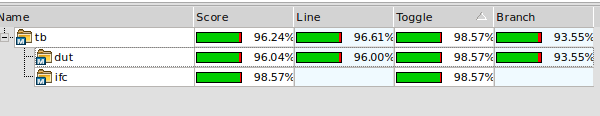 Name Score Line Toggle Branch
tb 96.24% 96.61% 98.57% 93.55%
dut 96.04% 96.00% 98.57% 93.55%
ifc 98.57% 98.57%